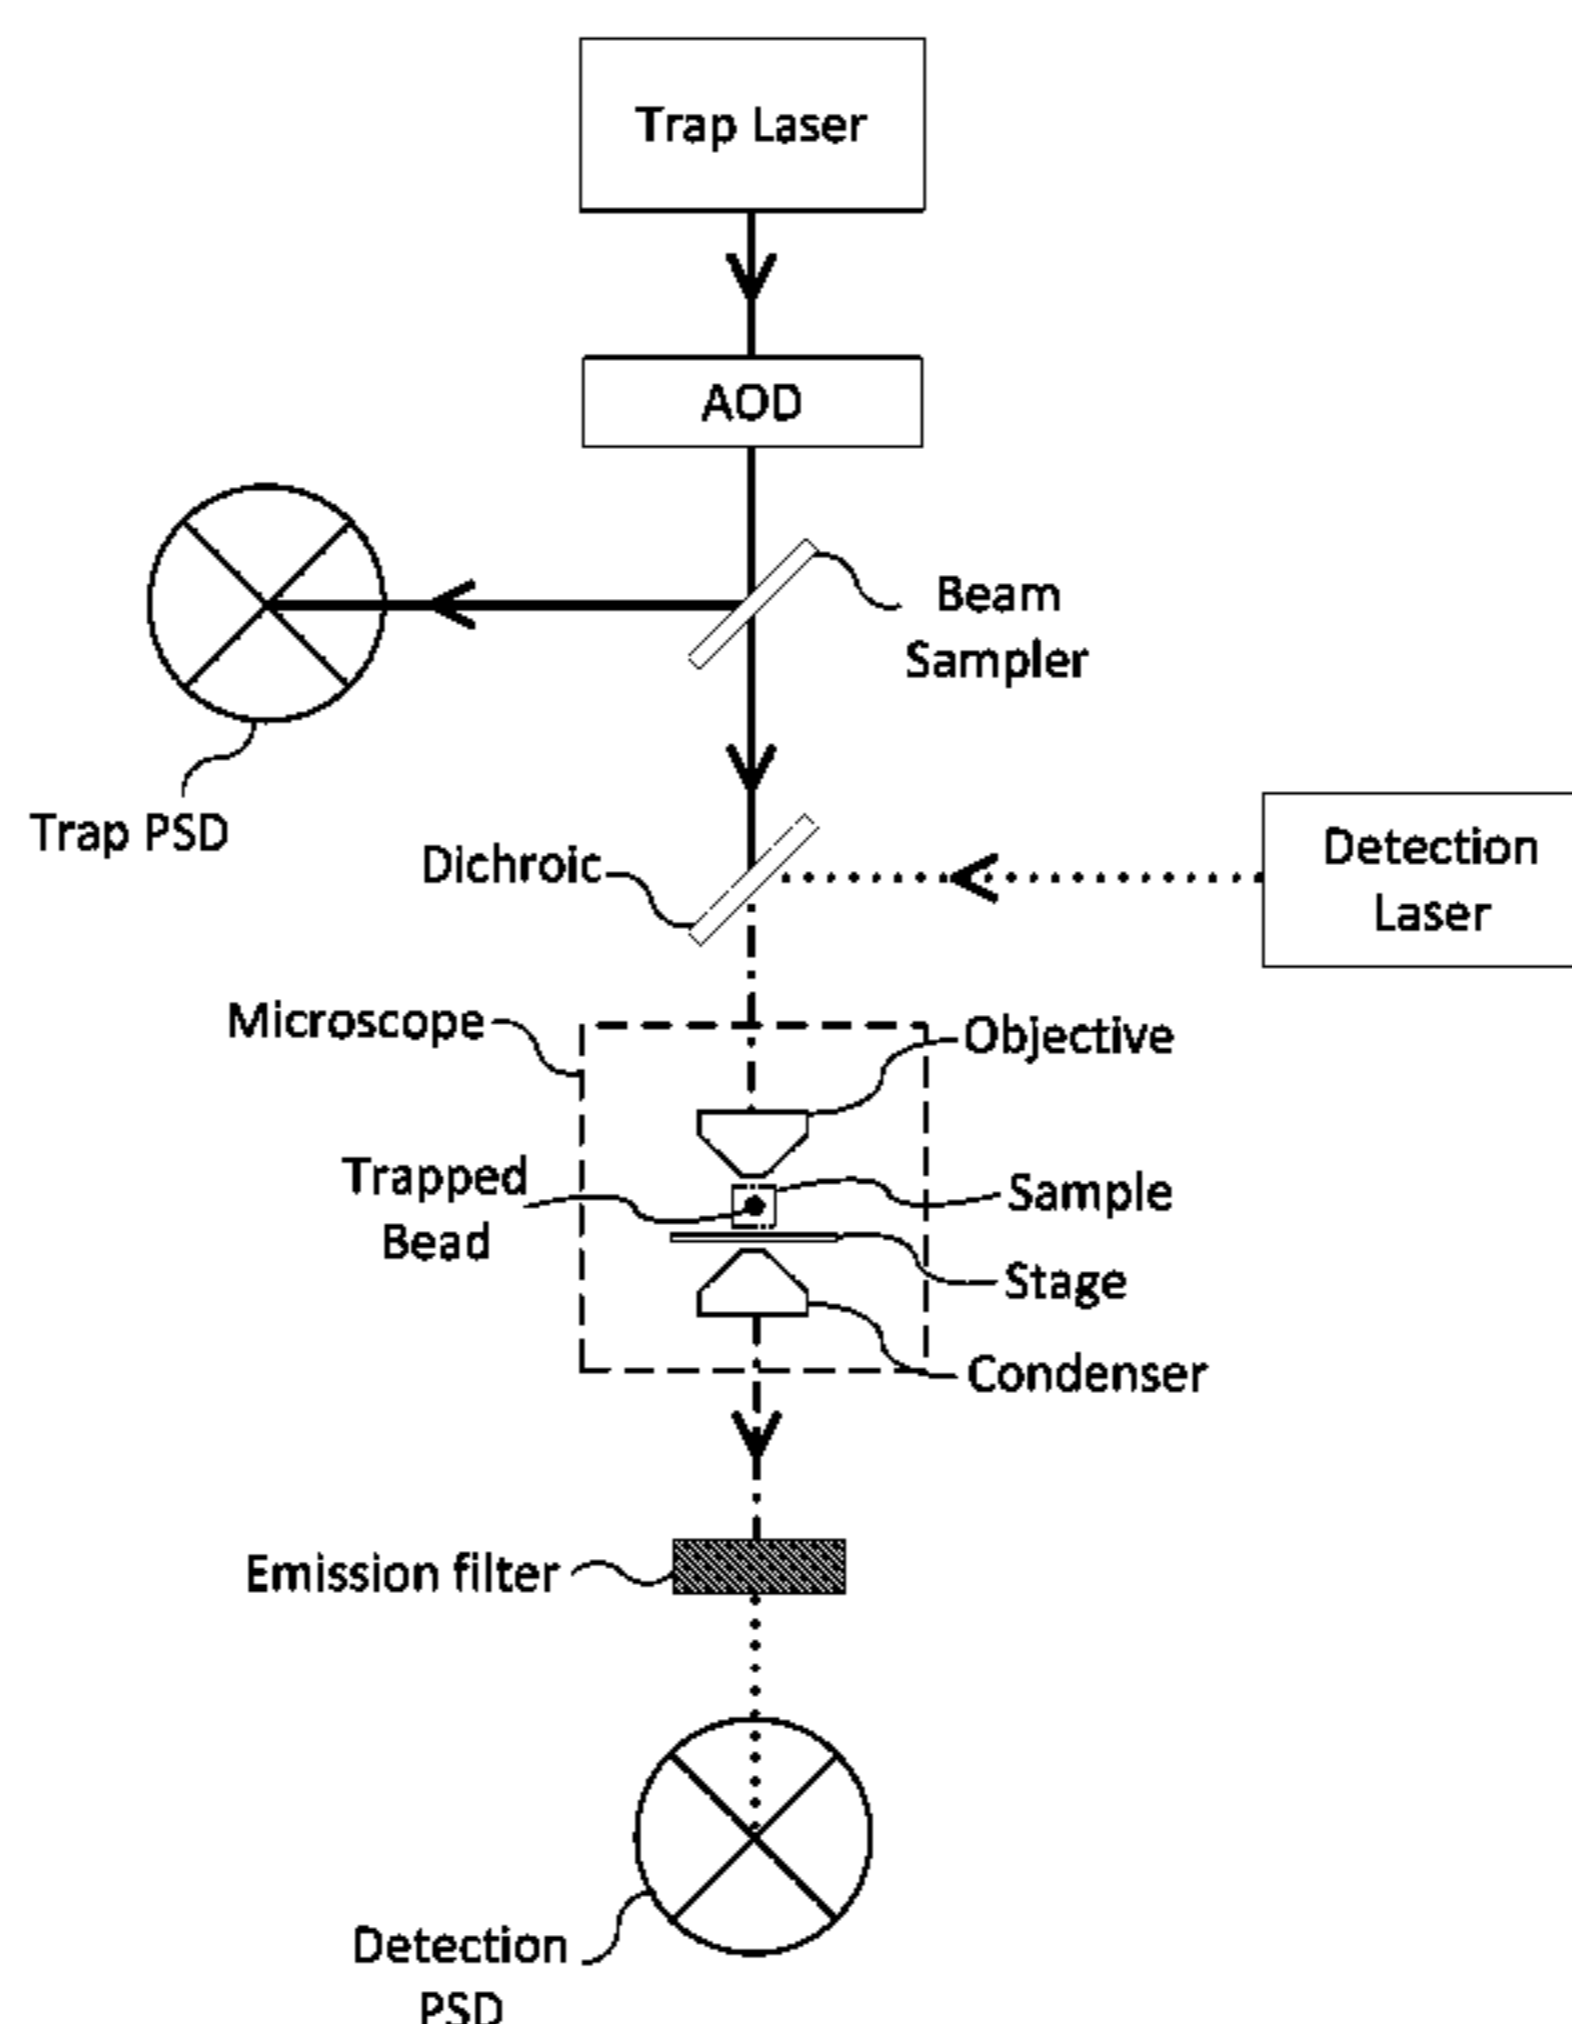 Trap Laser
AOD
Beam
Sampler
Trap PSD
Dichroic
Detection
Laser
Microscope
Objective
Trapped
Bead
Sample
Stage
Condenser
Emission filter
Detection
PSD